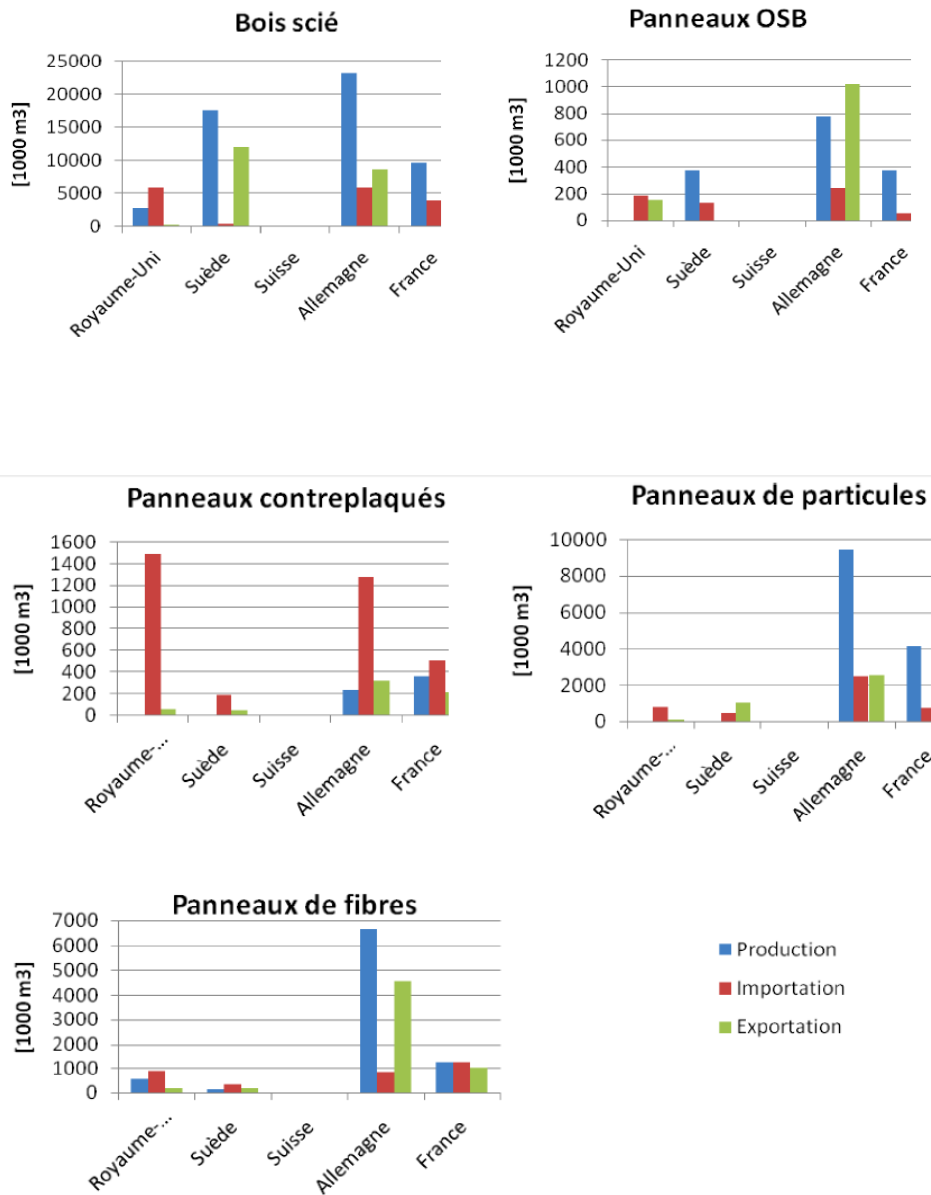 Bois scié
[1000 m3]
25000
20000
15000
10000
5000
0
Royaume-Uni
Suède
Suisse
Allemagne
France
Panneaux OSB
[1000 m3]
1200
1000
800
600
400
200
0
Royaume-Uni
Suède
Suisse
Allemagne
France
Panneaux contreplaqués
[1000 m3]
1600
1400
1200
1000
800
600
400
200
0
Royaume-...
Suède
Suisse
Allemagne
France
Panneaux de particules
[1000 m3]
10000
8000
6000
4000
2000
0
Royaume-...
Suède
Suisse
Allemagne
France
Panneaux de fibres
[1000 m3]
7000
6000
5000
4000
3000
2000
1000
0
Royaume-...
Suède
Suisse
Allemagne
France
Production
Importation
Exportation